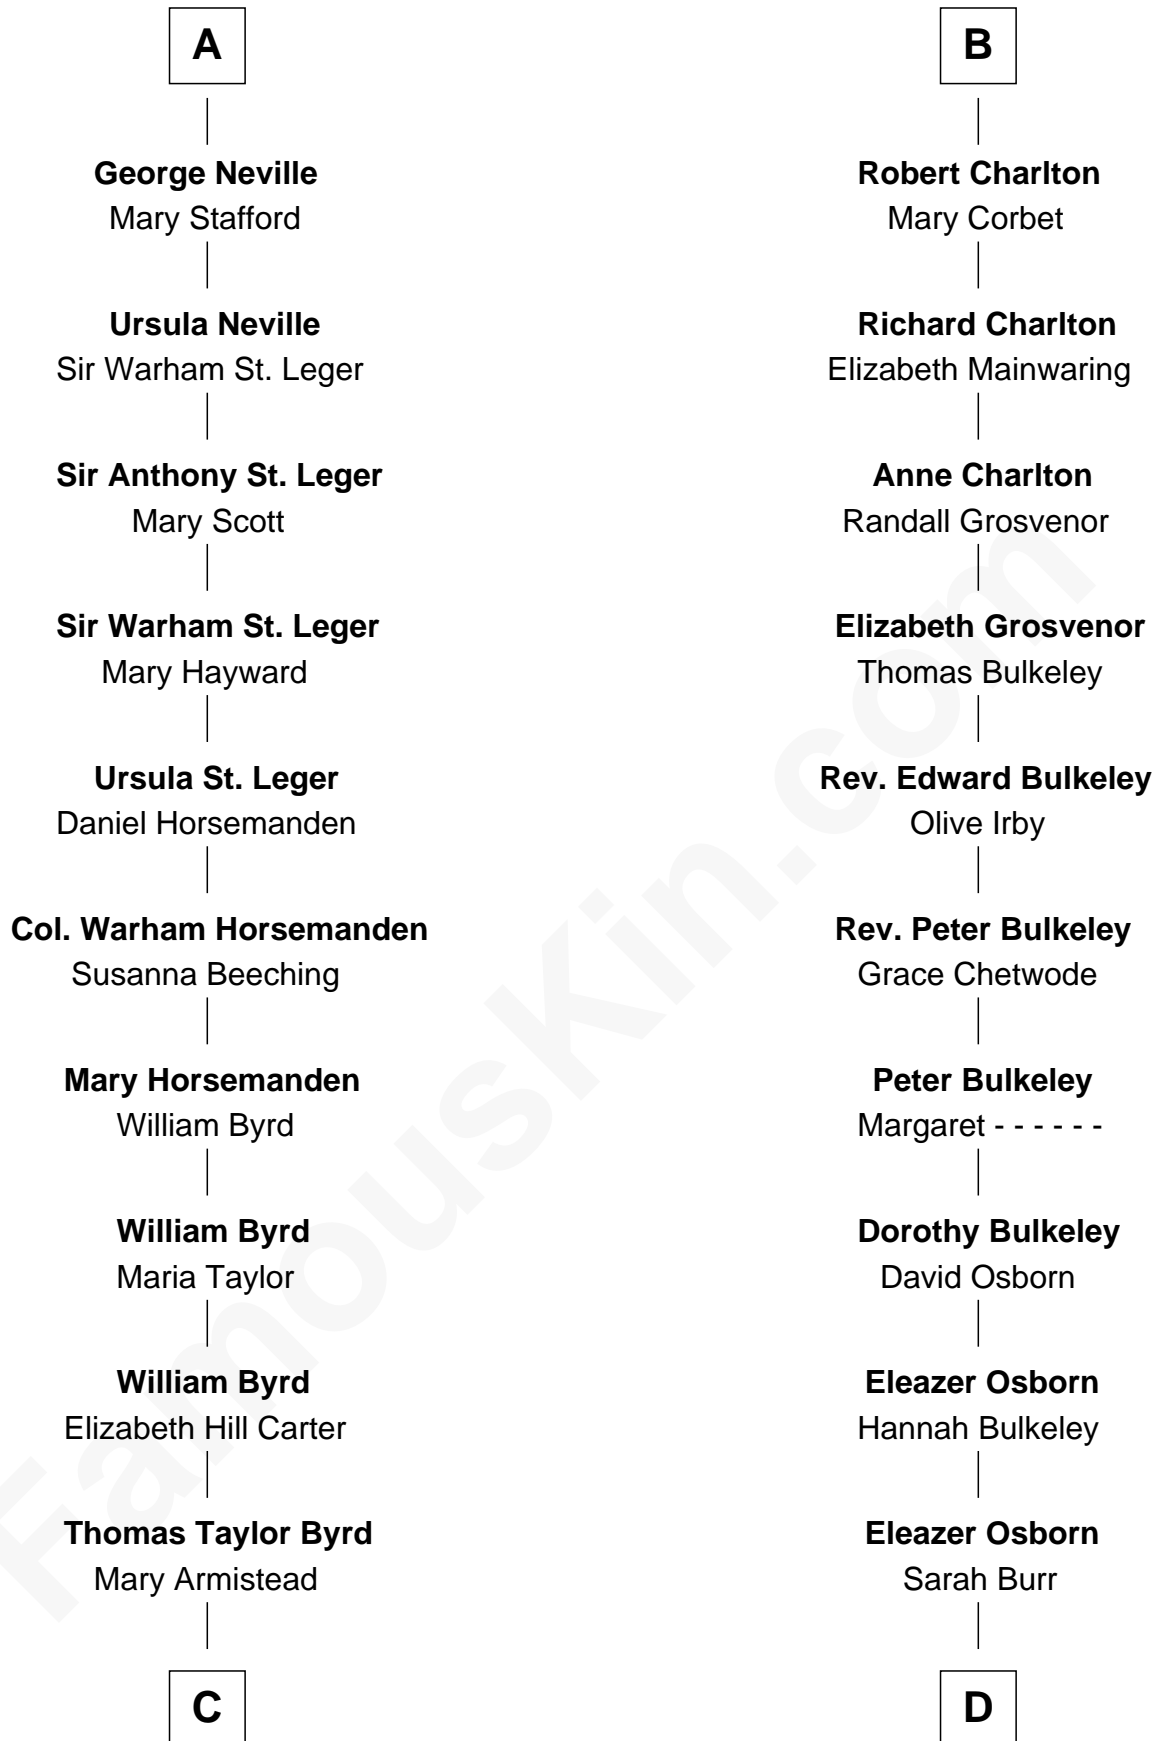 A
George Neville
Mary Stafford
Ursula Neville
Sir Warham St. Leger
Sir Anthony St. Leger
Mary Scott
Sir Warham St. Leger
Mary Hayward
Ursula St. Leger
Daniel Horsemanden
Col. Warham Horsemanden
Susanna Beeching
Mary Horsemanden
William Byrd
William Byrd
Maria Taylor
William Byrd
Elizabeth Hill Carter
Thomas Taylor Byrd
Mary Armistead
C
B
Robert Charlton
Mary Corbet
Richard Charlton
Elizabeth Mainwaring
Anne Charlton
Randall Grosvenor
Elizabeth Grosvenor
Thomas Bulkeley
Rev. Edward Bulkeley
Olive Irby
Rev. Peter Bulkeley
Grace Chetwode
Peter Bulkeley
Margaret - - - - - -
Dorothy Bulkeley
David Osborn
Eleazer Osborn
Hannah Bulkeley
Eleazer Osborn
Sarah Burr
D
FamousKin.com